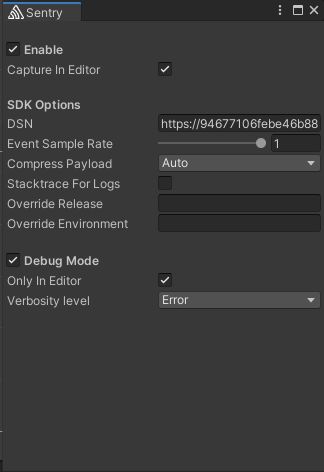 Sentry
Enable
Capture In Editor
SDK Options
DSN https://94677106febe46b88
Event Sample Rate 1
Compress Payload Auto
Stacktrace For Logs
Override Release
Override Environment
Debug Mode
Only In Editor
Verbosity level Error